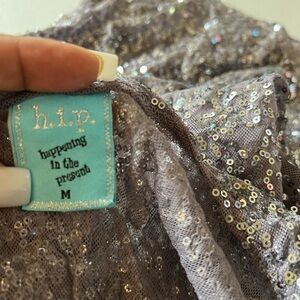 h.i.p.
happening
in the
present
M